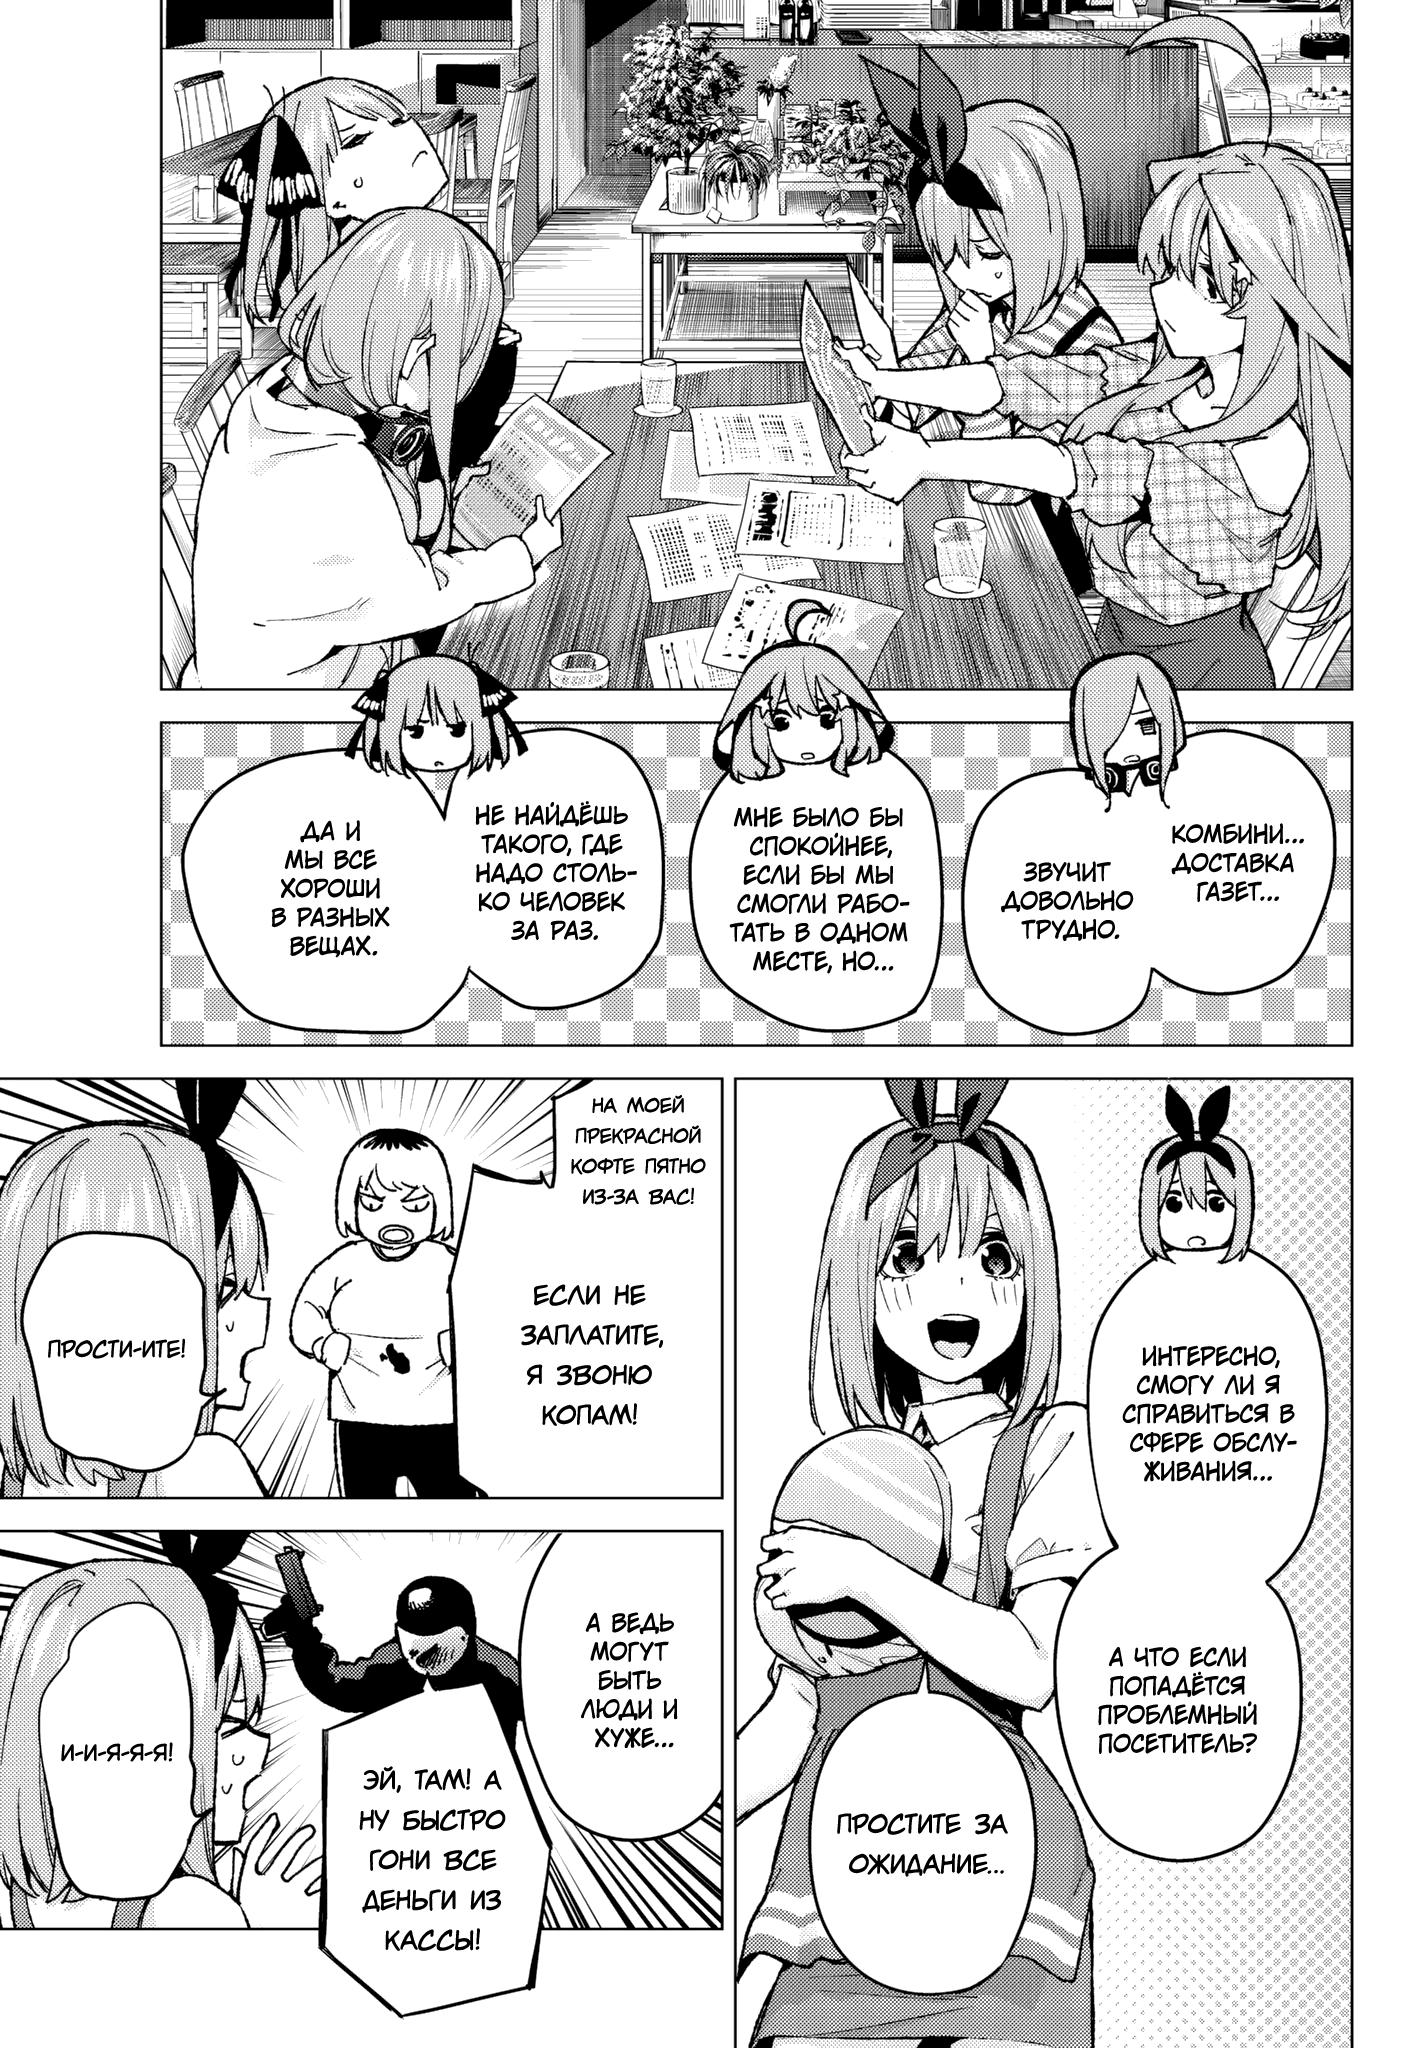 КОМБИНИ...
ДОСТАВКА
ГАЗЕТ...
ЗВУЧИТ
ДОВОЛЬНО
ТРУДНО.
МНЕ БЫЛО БЫ
СПОКОЙНЕЕ,
ЕСЛИ БЫ МЫ
СМОГЛИ РАБО-
ТАТЬ В ОДНОМ
МЕСТЕ, НО...
НЕ НАЙДЁШЬ
ТАКОГО, ГДЕ
НАДО СТОЛЬ-
КО ЧЕЛОВЕК
ЗА РАЗ.
ДА И
МЫ ВСЕ
ХОРОШИ
В РАЗНЫХ
ВЕЩАХ.
ИНТЕРЕСНО,
СМОГУ ЛИ Я
СПРАВИТЬСЯ В
СФЕРЕ ОБСЛУ-
ЖИВАНИЯ...
А ЧТО ЕСЛИ
ПОПАДЁТСЯ
ПРОБЛЕМНЫЙ
ПОСЕТИТЕЛЬ?
ПРОСТИТЕ ЗА
ОЖИДАНИЕ...
НА МОЕЙ
ПРЕКРАСНОЙ
КОФТЕ ПЯТНО
ИЗ-ЗА ВАС!
ЕСЛИ НЕ
ЗАПЛАТИТЕ,
Я ЗВОНЮ
КОПАМ!
ПРОСТИ-ИТЕ!
А ВЕДЬ
МОГУТ
БЫТЬ
ЛЮДИ И
ХУЖЕ...
ЭЙ, ТАМ! А
НУ БЫСТРО
ГОНИ ВСЕ
ДЕНЬГИ ИЗ
КАССЫ!
И-И-Я-Я-Я!